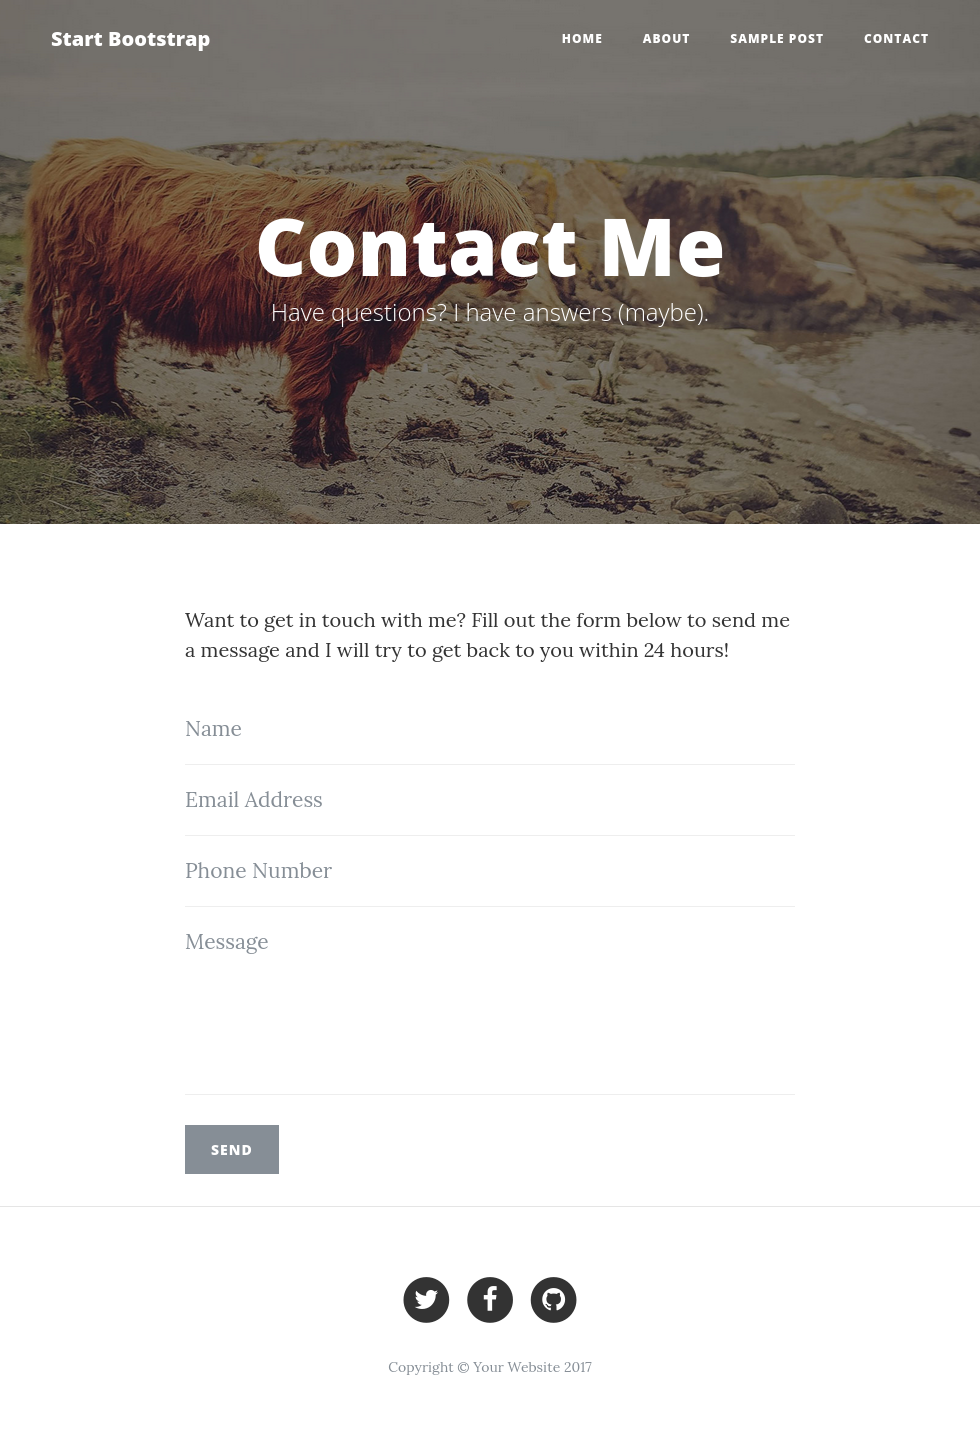 Start Bootstrap
HOME
ABOUT
SAMPLE POST
CONTACT
Contact Me
Have questions? I have answers (maybe).
Want to get in touch with me? Fill out the form below to send me
a message and I will try to get back to you within 24 hours!
Name
Email Address
Phone Number
Message
SEND
Copyright © Your Website 2017